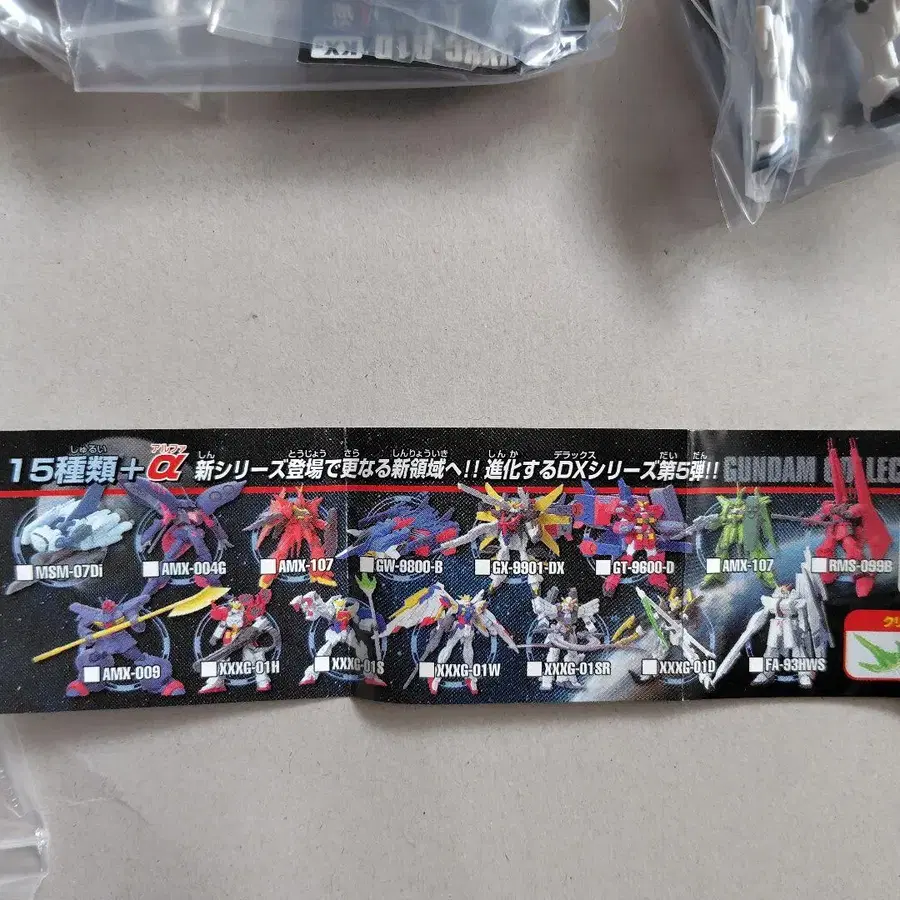 15種類+α
しゅるい
アルファ
新シリーズ登場で更なる新領域へ!! 進化するDXシリーズ第5弾!!
しん とうじょう さら しんりょういき しんか デラックス だい だん
GUNDAM COLLEC
MSM-07Di
AMX-004G
AMX-107
GW-9800-B
GX-9901-DX
GT-9600-D
AMX-107
RMS-099B
AMX-009
XXXG-01H
XXXG-01S
XXXG-01W
XXXG-01SR
XXXG-01D
FA-93HWS
クリ